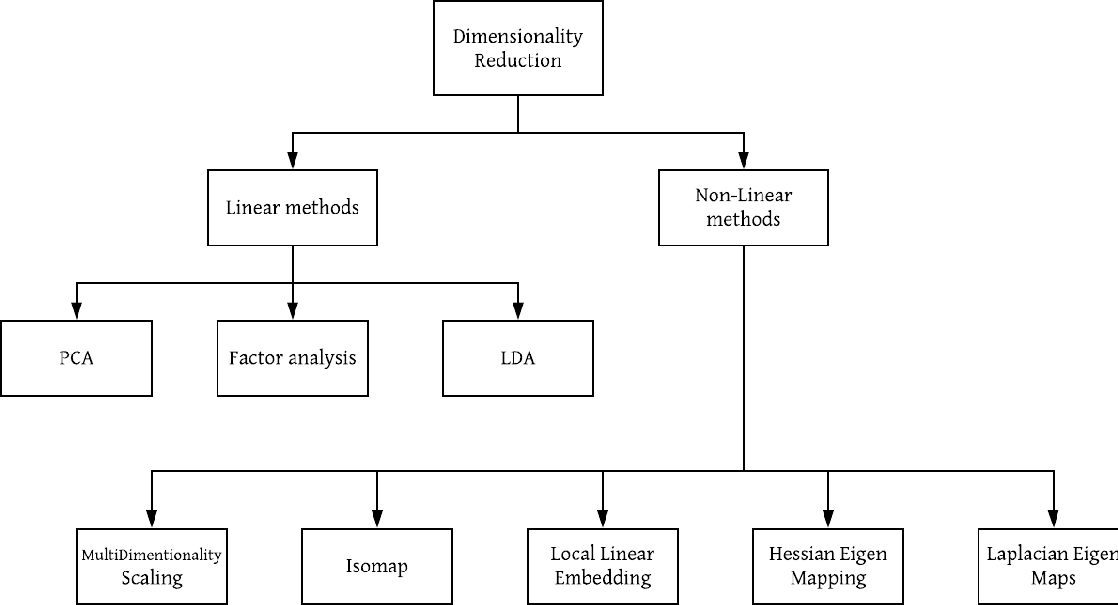 Dimensionality
Reduction
Linear methods
Non-Linear
methods
PCA
Factor analysis
LDA
MultiDimentionality
Scaling
Isomap
Local Linear
Embedding
Hessian Eigen
Mapping
Laplacian Eigen
Maps